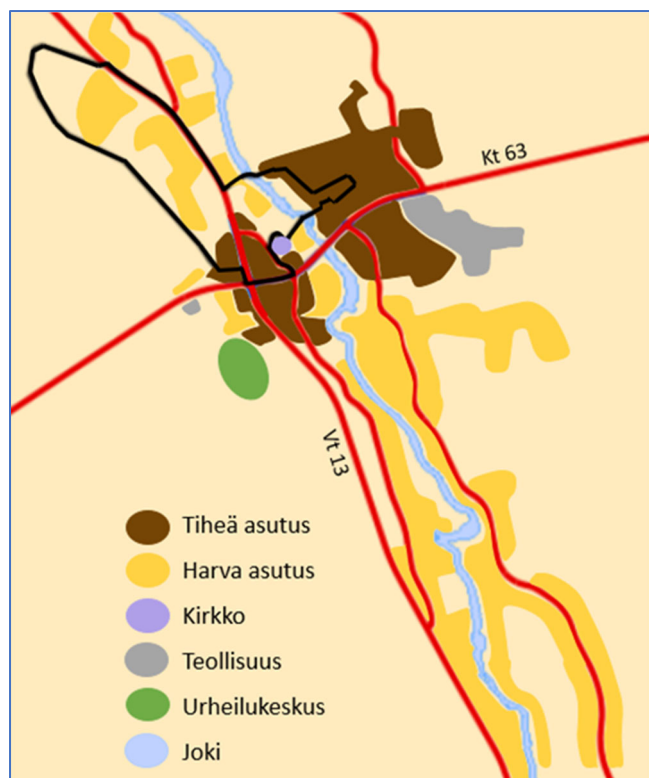 Kt 63
Vt 13
Tiheä asutus
Harva asutus
Kirkko
Teollisuus
Urheilukeskus
Joki